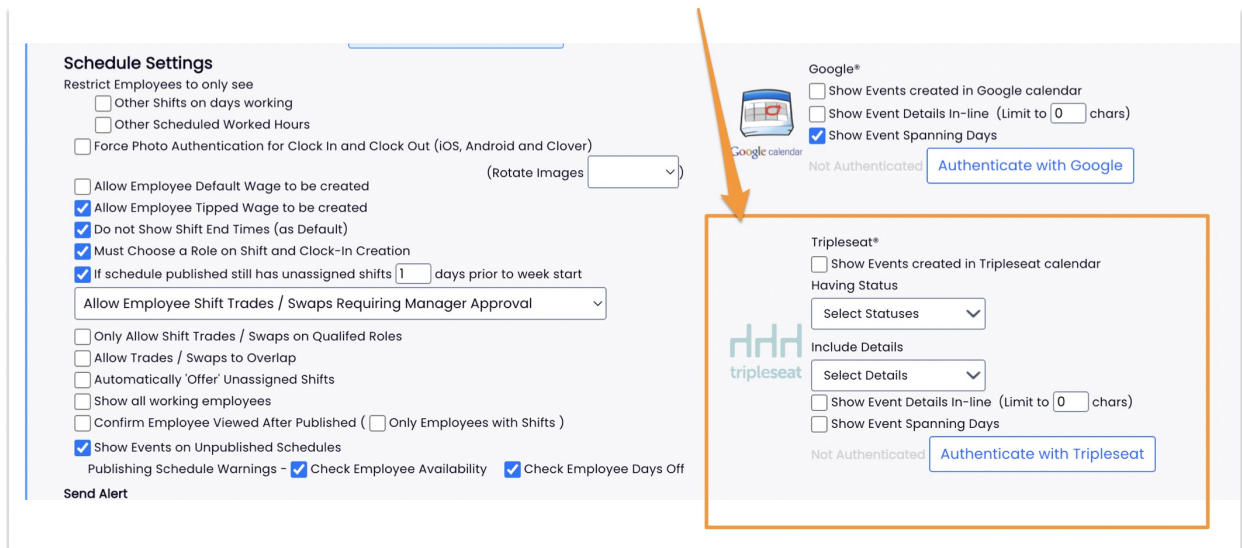 Schedule Settings
Restrict Employees to only see
Other Shifts on days working
Other Scheduled Worked Hours
Force Photo Authentication for Clock In and Clock Out (iOS, Android and Clover)
(Rotate Images )
Allow Employee Default Wage to be created
Allow Employee Tipped Wage to be created
Do not Show Shift End Times (as Default)
Must Choose a Role on Shift and Clock-In Creation
If schedule published still has unassigned shifts 1 days prior to week start
Allow Employee Shift Trades / Swaps Requiring Manager Approval
Only Allow Shift Trades / Swaps on Qualifed Roles
Allow Trades / Swaps to Overlap
Automatically 'Offer' Unassigned Shifts
Show all working employees
Confirm Employee Viewed After Published ( Only Employees with Shifts )
Show Events on Unpublished Schedules
Publishing Schedule Warnings - Check Employee Availability Check Employee Days Off
Send Alert
Google calendar
Google®
Show Events created in Google calendar
Show Event Details In-line (Limit to 0 chars)
Show Event Spanning Days
Not Authenticated Authenticate with Google
tripleseat
Tripleseat®
Show Events created in Tripleseat calendar
Having Status
Select Statuses
Include Details
Select Details
Show Event Details In-line (Limit to 0 chars)
Show Event Spanning Days
Not Authenticated Authenticate with Tripleseat